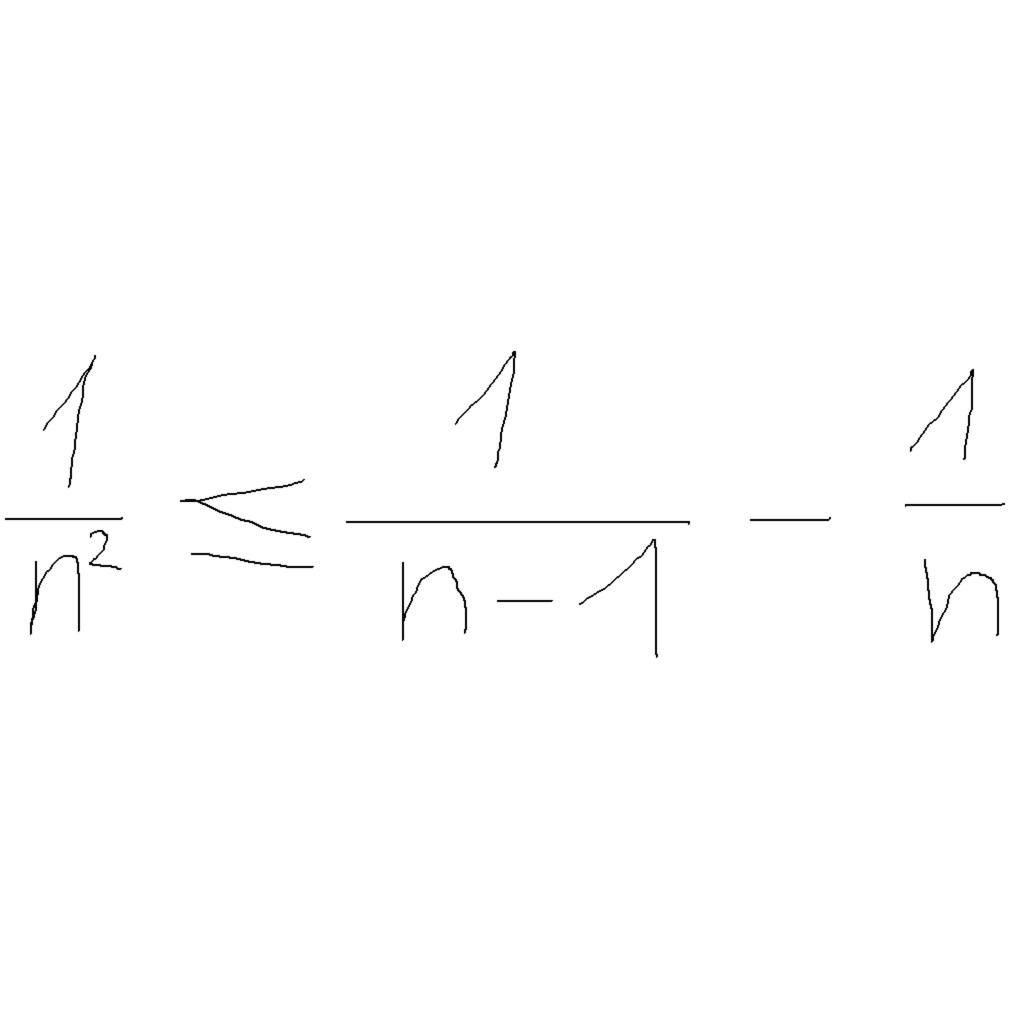 1/n² ≤ 1/(n-1) - 1/n